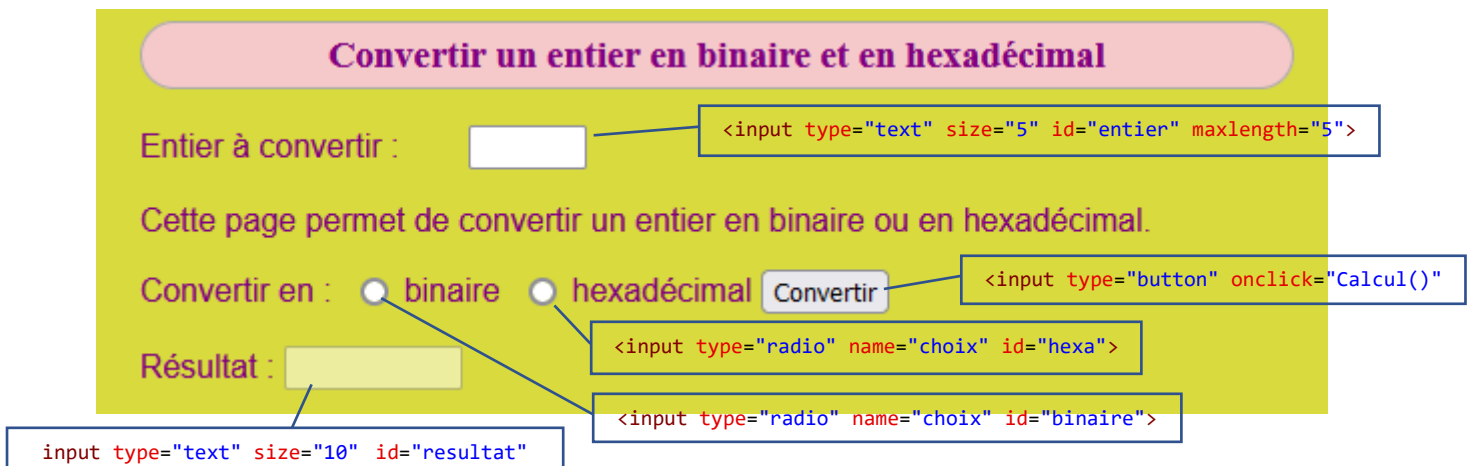 Convertir un entier en binaire et en hexadécimal
Entier à convertir :
<input type="text" size="5" id="entier" maxlength="5">
Cette page permet de convertir un entier en binaire ou en hexadécimal.
Convertir en : binaire hexadécimal Convertir
<input type="button" onclick="Calcul()"
<input type="radio" name="choix" id="hexa">
Résultat :
<input type="radio" name="choix" id="binaire">
input type="text" size="10" id="resultat"